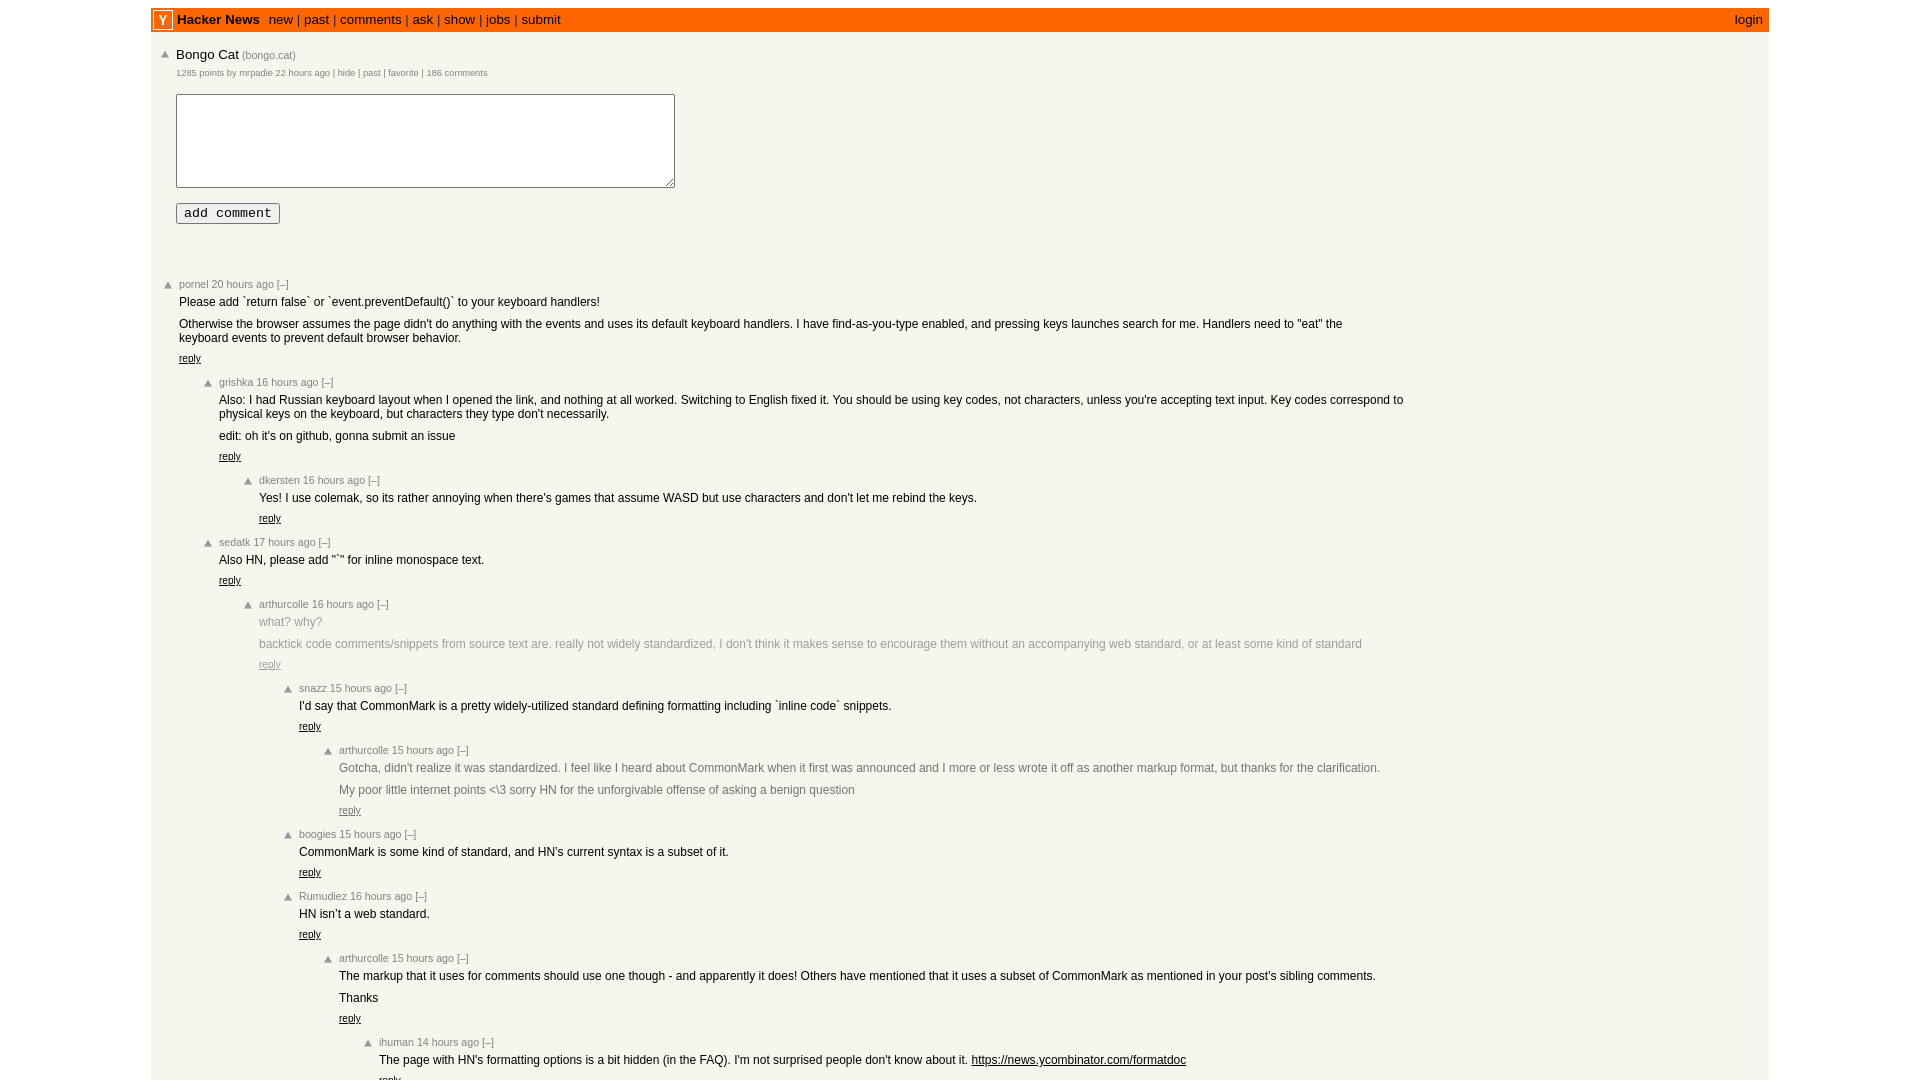 Y Hacker News new | past | comments | ask | show | jobs | submit login
Bongo Cat (bongo.cat)
1285 points by mrpadie 22 hours ago | hide | past | favorite | 186 comments
add comment
pornel 20 hours ago [–]
Please add `return false` or `event.preventDefault()` to your keyboard handlers!
Otherwise the browser assumes the page didn't do anything with the events and uses its default keyboard handlers. I have find-as-you-type enabled, and pressing keys launches search for me. Handlers need to "eat" the
keyboard events to prevent default browser behavior.
reply
grishka 16 hours ago [–]
Also: I had Russian keyboard layout when I opened the link, and nothing at all worked. Switching to English fixed it. You should be using key codes, not characters, unless you're accepting text input. Key codes correspond to
physical keys on the keyboard, but characters they type don't necessarily.
edit: oh it's on github, gonna submit an issue
reply
dkersten 16 hours ago [–]
Yes! I use colemak, so its rather annoying when there's games that assume WASD but use characters and don't let me rebind the keys.
reply
sedatk 17 hours ago [–]
Also HN, please add "`" for inline monospace text.
reply
arthurcolle 16 hours ago [–]
what? why?
backtick code comments/snippets from source text are. really not widely standardized, I don't think it makes sense to encourage them without an accompanying web standard, or at least some kind of standard
reply
snazz 15 hours ago [–]
I'd say that CommonMark is a pretty widely-utilized standard defining formatting including `inline code` snippets.
reply
arthurcolle 15 hours ago [–]
Gotcha, didn't realize it was standardized. I feel like I heard about CommonMark when it first was announced and I more or less wrote it off as another markup format, but thanks for the clarification.
My poor little internet points <\3 sorry HN for the unforgivable offense of asking a benign question
reply
boogies 15 hours ago [–]
CommonMark is some kind of standard, and HN’s current syntax is a subset of it.
reply
Rumudiez 16 hours ago [–]
HN isn’t a web standard.
reply
arthurcolle 15 hours ago [–]
The markup that it uses for comments should use one though - and apparently it does! Others have mentioned that it uses a subset of CommonMark as mentioned in your post's sibling comments.
Thanks
reply
ihuman 14 hours ago [–]
The page with HN's formatting options is a bit hidden (in the FAQ). I'm not surprised people don't know about it. https://news.ycombinator.com/formatdoc
reply